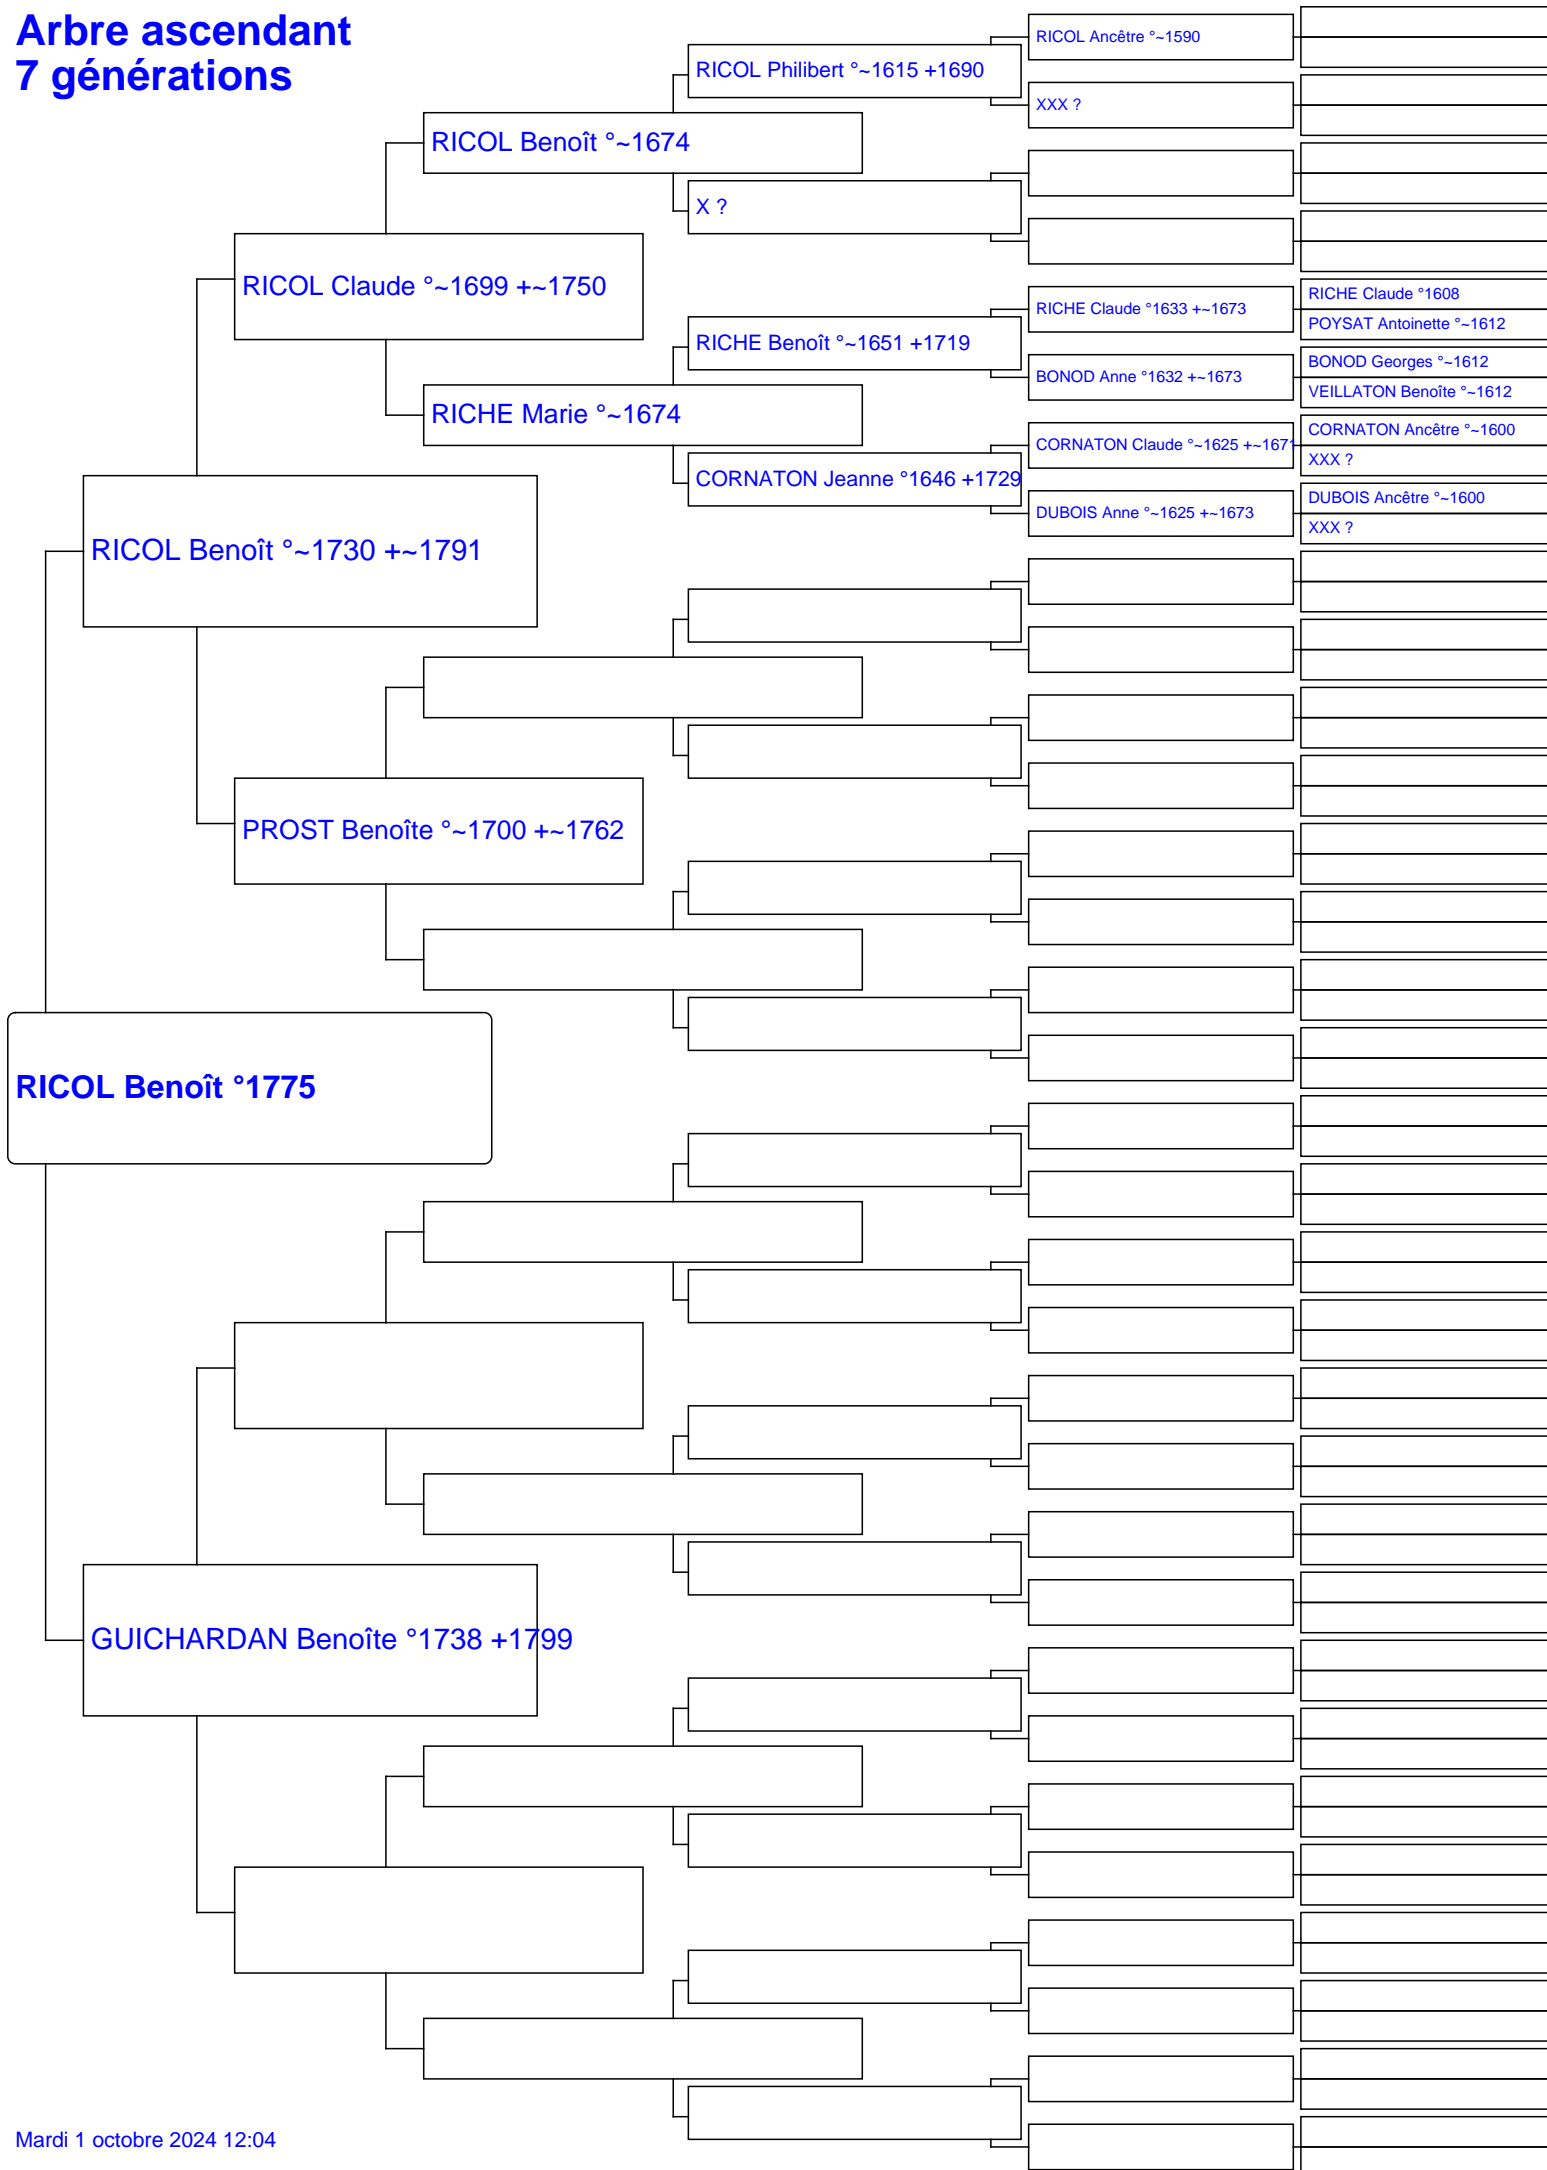 Arbre ascendant
7 générations
RICOL Ancêtre °~1590
RICOL Philibert °~1615 +1690
XXX ?
RICOL Benoît °~1674
X ?
RICOL Claude °~1699 +~1750
RICHE Claude °1608
RICHE Claude °1633 +~1673
POYSAT Antoinette °~1612
RICHE Benoît °~1651 +1719
BONOD Georges °~1612
BONOD Anne °1632 +~1673
VEILLATON Benoîte °~1612
RICHE Marie °~1674
CORNATON Ancêtre °~1600
CORNATON Claude °~1625 +~1671
XXX ?
CORNATON Jeanne °1646 +1729
DUBOIS Ancêtre °~1600
DUBOIS Anne °~1625 +~1673
XXX ?
RICOL Benoît °~1730 +~1791
PROST Benoîte °~1700 +~1762
RICOL Benoît °1775
GUICHARDAN Benoîte °1738 +1799
Mardi 1 octobre 2024 12:04